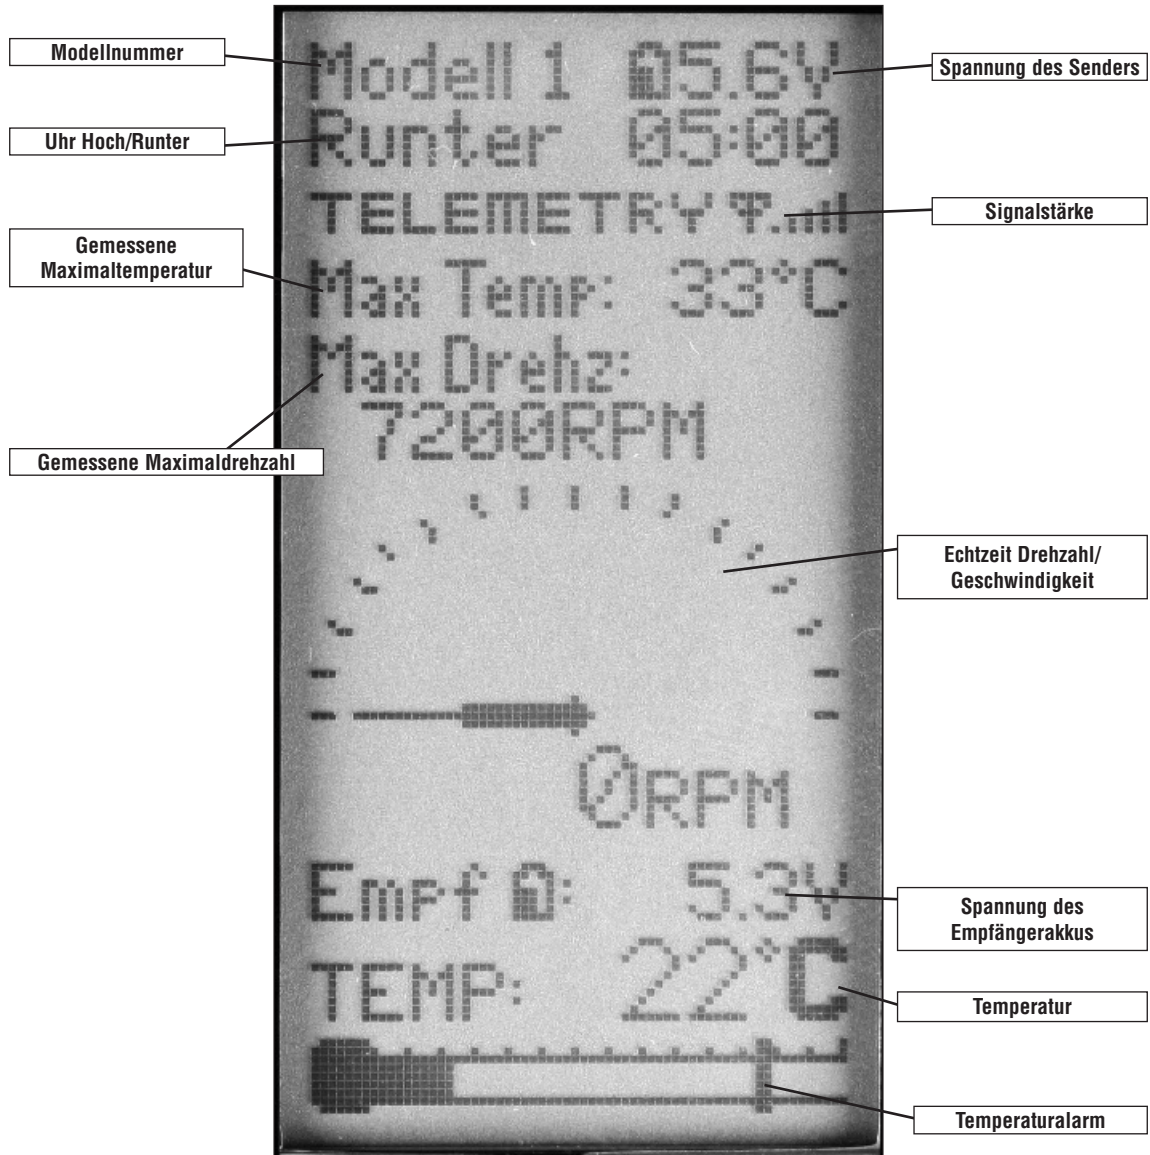 Modellnummer
Uhr Hoch/Runter
Gemessene
Maximaltemperatur
Gemessene Maximaldrehzahl
Modell 1 05.6V
Runter 05:00
TELEMETRY
Max Temp: 33°C
Max Drehz:
7200RPM
0RPM
Empf : 5.3V
TEMP: 22°C
Spannung des Senders
Signalstärke
Echtzeit Drehzahl/
Geschwindigkeit
Spannung des
Empfängerakkus
Temperatur
Temperaturalarm